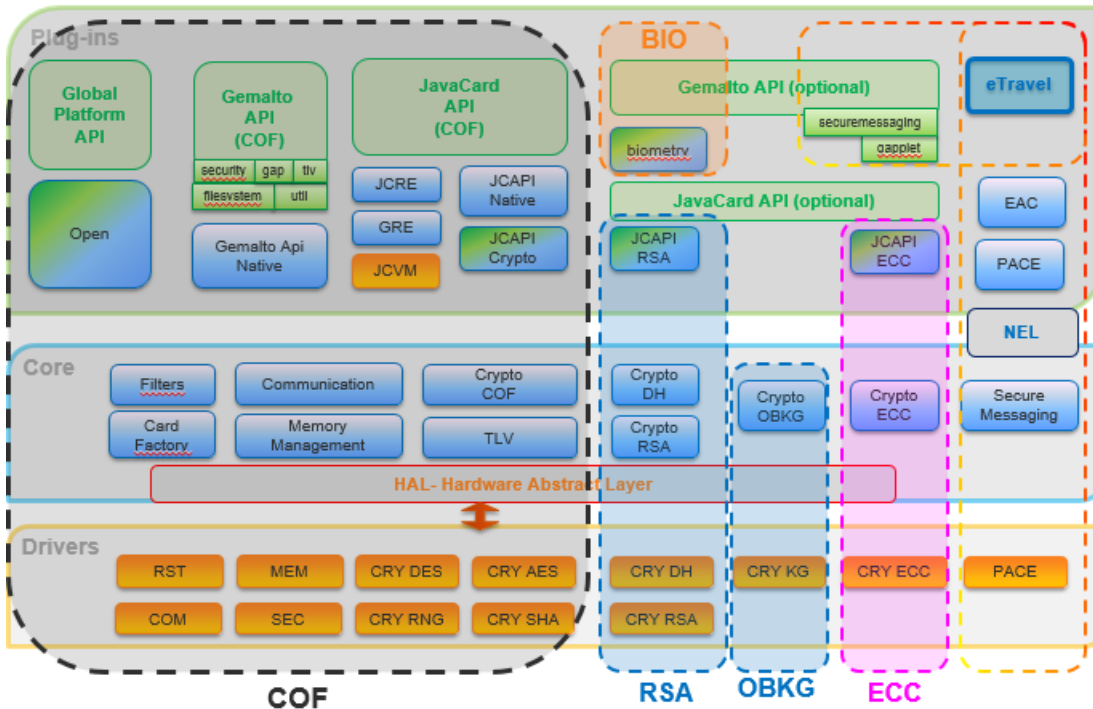 Plug-ins
BIO
Global
Platform
API
Gemalto
API
(COF)
JavaCard
API
(COF)
Gemalto API (optional)
eTravel
securemessaging
gapplet
biometry
security
gap
tlv
filesystem
util
JCRE
JCAPI
Native
JavaCard API (optional)
EAC
Open
Gemalto Api
Native
GRE
JCAPI
Crypto
JCAPI
RSA
JCAPI
ECC
PACE
JCVM
NEL
Core
Filters
Communication
Crypto
COF
Crypto
DH
Crypto
OBKG
Crypto
ECC
Secure
Messaging
Card
Factory
Memory
Management
TLV
Crypto
RSA
HAL- Hardware Abstract Layer
Drivers
RST
MEM
CRY DES
CRY AES
CRY DH
CRY KG
CRY ECC
PACE
COM
SEC
CRY RNG
CRY SHA
CRY RSA
COF
RSA
OBKG
ECC